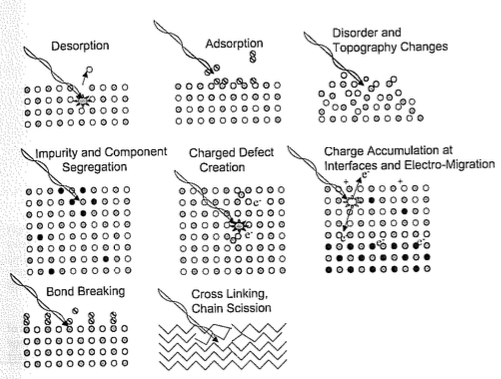 Desorption
Adsorption
Disorder and
Topography Changes
Impurity and Component
Segregation
Charged Defect
Creation
e⁻
Charge Accumulation at
Interfaces and Electro-Migration
+ + e⁻
e⁻ e⁻ e⁻
Bond Breaking
Cross Linking,
Chain Scission